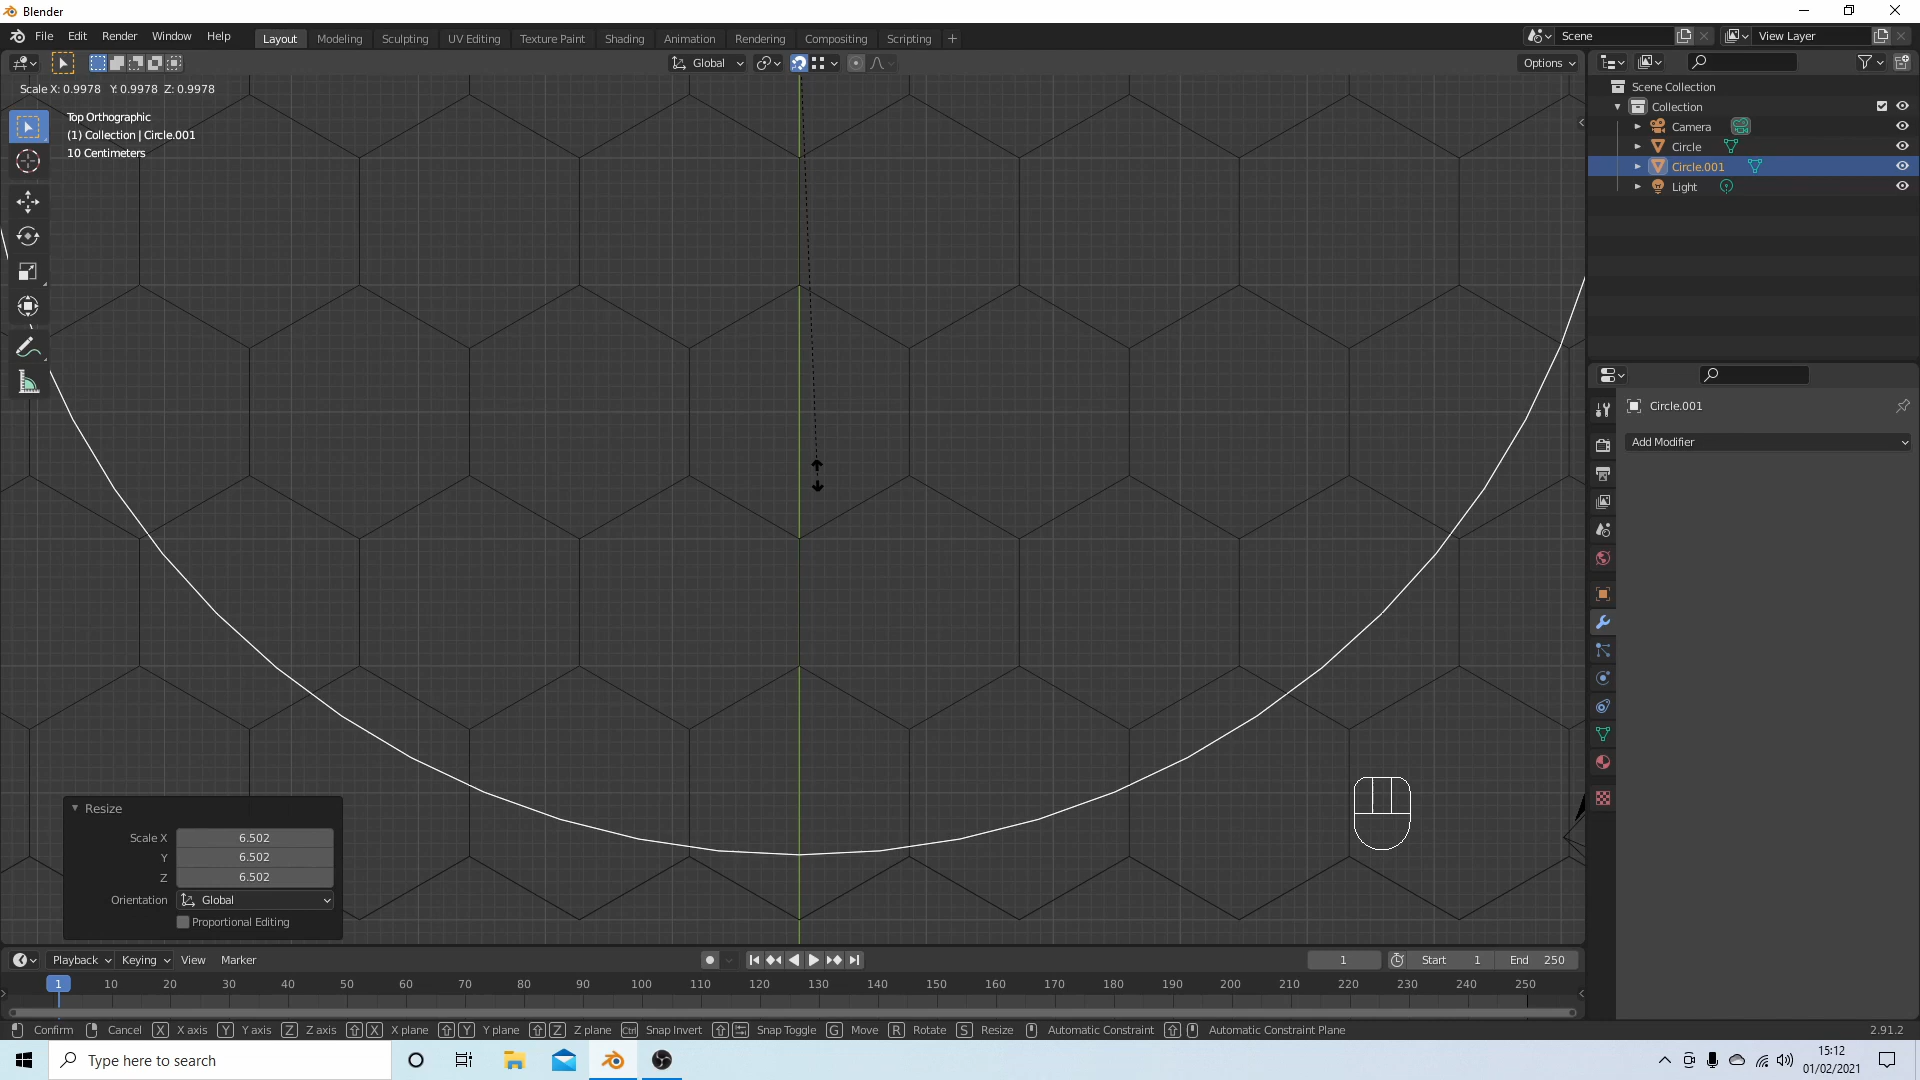 Blender
File Edit Render Window Help
Layout Modeling Sculpting UV Editing Texture Paint Shading Animation Rendering Compositing Scripting
Scene
View Layer
Global
Options
Scale X: 0.9978 Y: 0.9978 Z: 0.9978
Top Orthographic
(1) Collection | Circle.001
10 Centimeters
Scene Collection
Collection
Camera
Circle
Circle.001
Light
Circle.001
Add Modifier
Resize
Scale X 6.502
Y 6.502
Z 6.502
Orientation Global
Proportional Editing
Playback Keying View Marker
1 Start 1 End 250
1 10 20 30 40 50 60 70 80 90 100 110 120 130 140 150 160 170 180 190 200 210 220 230 240 250
Confirm Cancel X X axis Y Y axis Z Z axis X X plane Y Y plane Z Z plane Ctrl Snap Invert Snap Toggle G Move R Rotate S Resize Automatic Constraint Automatic Constraint Plane 2.91.2
Type here to search
15:12
01/02/2021